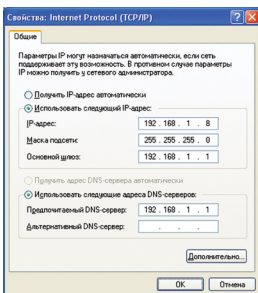 Свойства: Internet Protocol (TCP/IP)
Общие
Параметры IP могут назначаться автоматически, если сеть
поддерживает эту возможность. В противном случае параметры
IP можно получить у сетевого администратора.
Получить IP-адрес автоматически
Использовать следующий IP-адрес:
IP-адрес: 192 . 168 . 1 . 8
Маска подсети: 255 . 255 . 255 . 0
Основной шлюз: 192 . 168 . 1 . 1
Получить адрес DNS-сервера автоматически
Использовать следующие адреса DNS-серверов:
Предпочитаемый DNS-сервер: 192 . 168 . 1 . 1
Альтернативный DNS-сервер: . . .
Дополнительно...
OK Отмена